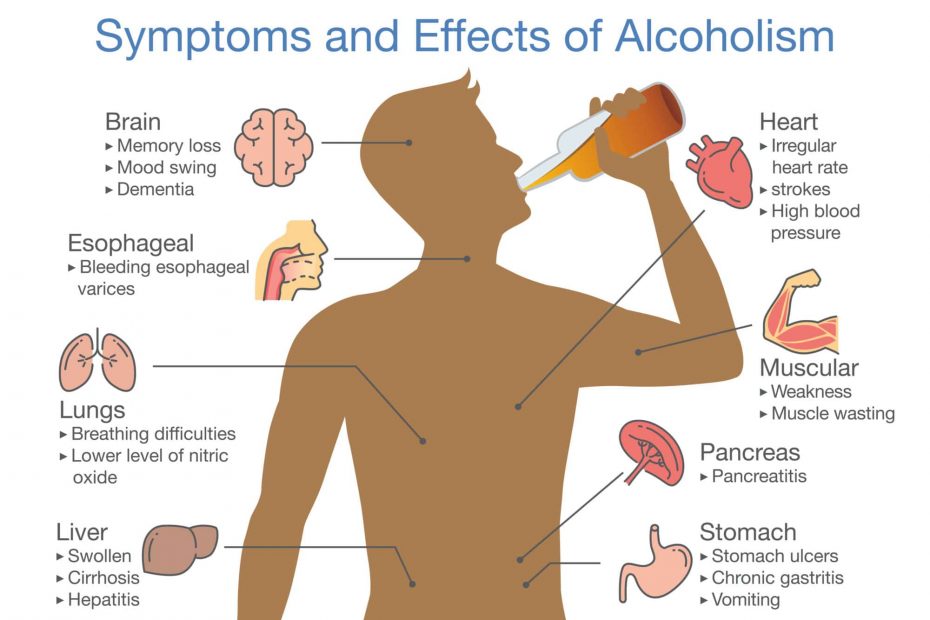 Symptoms and Effects of Alcoholism
Brain
▸ Memory loss
▸ Mood swing
▸ Dementia
Esophageal
▸ Bleeding esophageal
varices
Lungs
▸ Breathing difficulties
▸ Lower level of nitric
oxide
Liver
▸ Swollen
▸ Cirrhosis
▸ Hepatitis
Heart
▸ Irregular
heart rate
▸ strokes
▸ High blood
pressure
Muscular
▸ Weakness
▸ Muscle wasting
Pancreas
▸ Pancreatitis
Stomach
▸ Stomach ulcers
▸ Chronic gastritis
▸ Vomiting